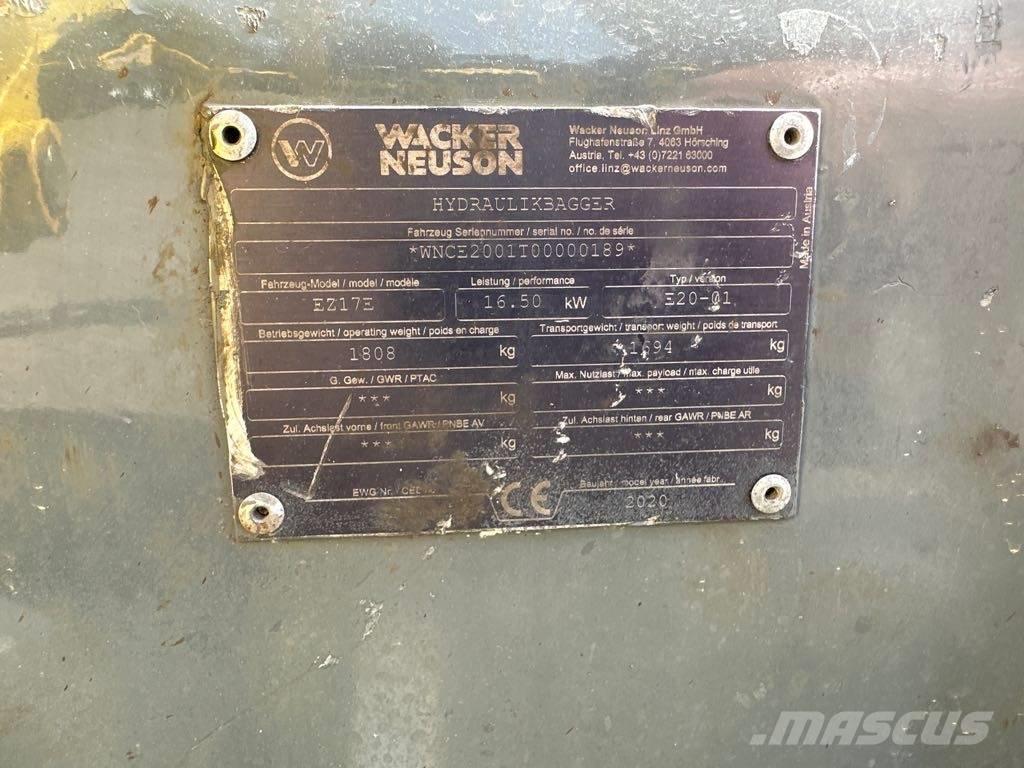 W
WACKER
NEUSON
Wacker Neuson Linz GmbH
Flughafenstraße 7, 4063 Hörsching
Austria, Tel. +43 (0)7221 63000
office.linz@wackerneuson.com
HYDRAULIKBAGGER
Fahrzeug Seriennummer / serial no. / no. de série
*WNCE2001T00000189*
Made in Austria
Fahrzeug-Model / model / modèle
Leistung / performance
Typ / version
EZ17E
16.50 kW
E20-01
Betriebsgewicht / operating weight / poids en charge
Transportgewicht / transport weight / poids de transport
1808 kg
1694 kg
G. Gew. / GWR / PTAC
Max. Nutzlast / max. payload / max. charge utile
*** kg
*** kg
Zul. Achslast vorne / front GAWR / PNBE AV
Zul. Achslast hinten / rear GAWR / PNBE AR
*** kg
*** kg
EWG Nr. /
CE
Baujahr / model year / année fabr.
2020
MASCUS